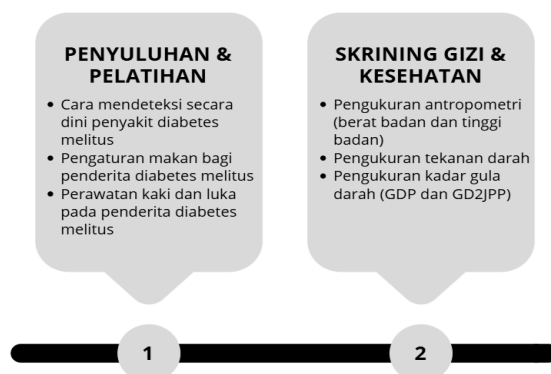 PENYULUHAN &
PELATIHAN
• Cara mendeteksi secara
dini penyakit diabetes
melitus
• Pengaturan makan bagi
penderita diabetes melitus
• Perawatan kaki dan luka
pada penderita diabetes
melitus
SKRINING GIZI &
KESEHATAN
• Pengukuran antropometri
(berat badan dan tinggi
badan)
• Pengukuran tekanan darah
• Pengukuran kadar gula
darah (GDP dan GD2JPP)
1
2